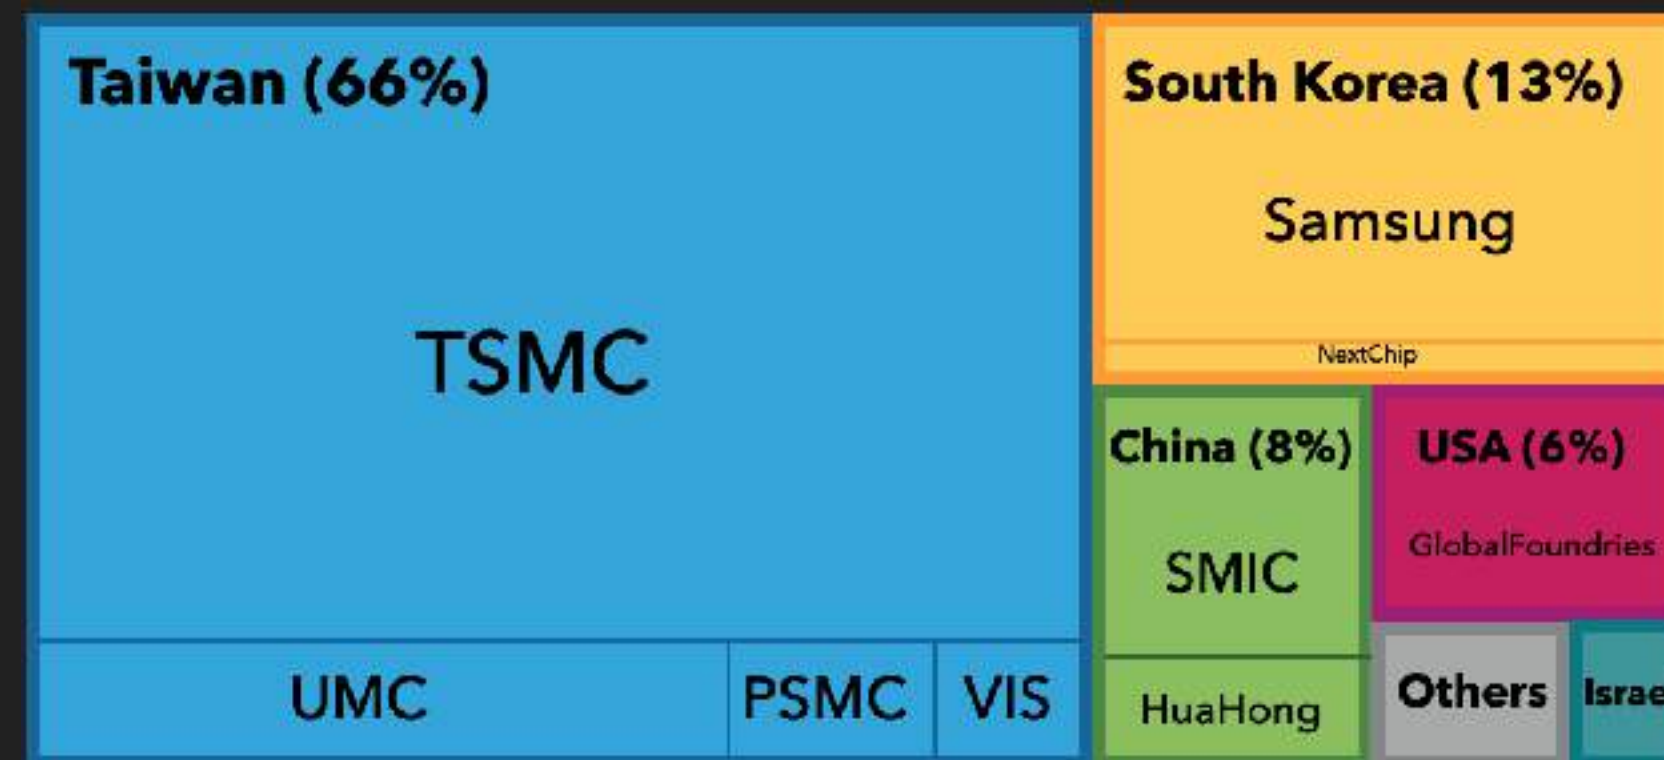 Taiwan (66%)
TSMC
UMC
PSMC
VIS
South Korea (13%)
Samsung
NextChip
China (8%)
SMIC
HuaHong
USA (6%)
GlobalFoundries
Others
Israe